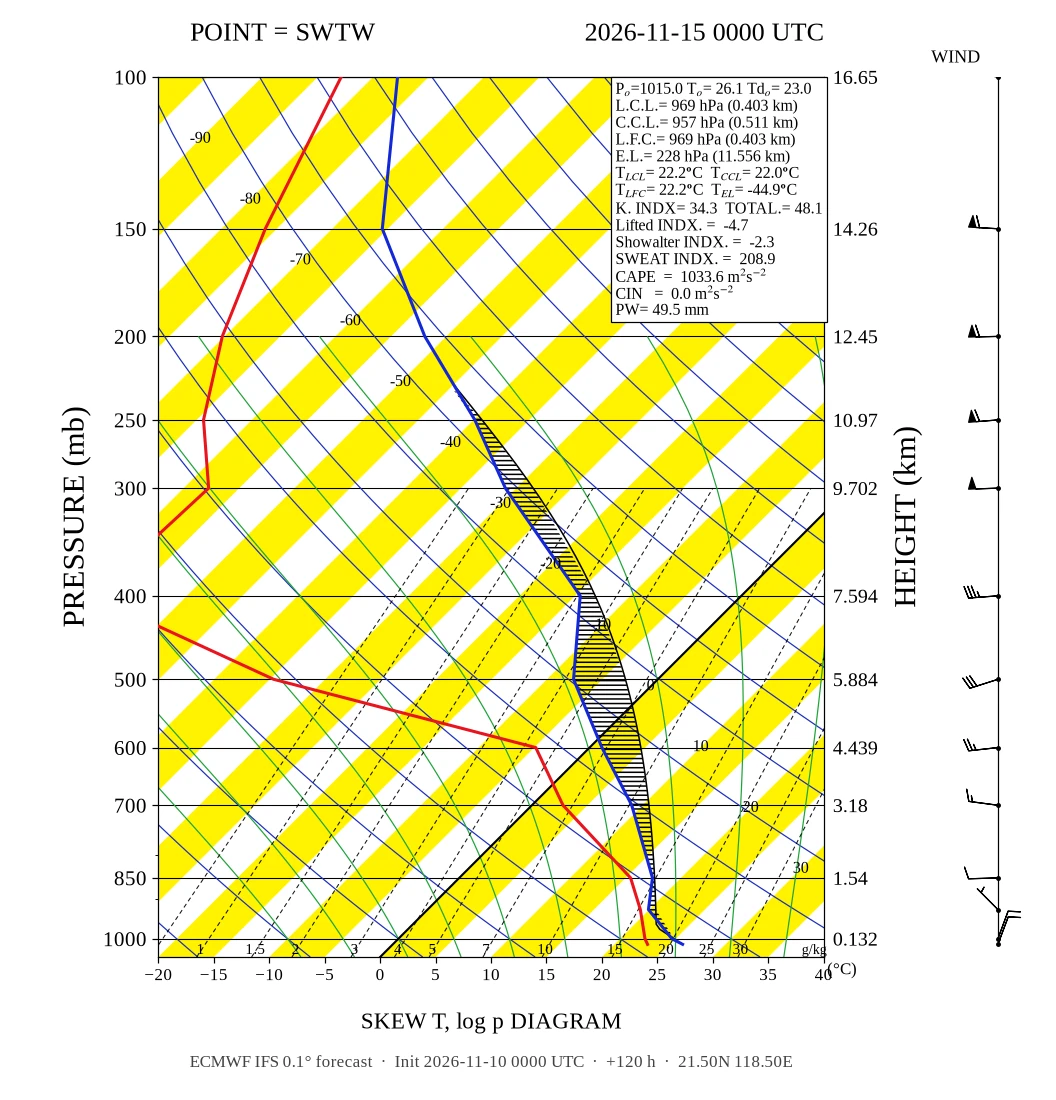 POINT = SWTW
2026-11-15 0000 UTC
WIND
Pₒ=1015.0 Tₒ= 26.1 Tdₒ= 23.0
L.C.L.= 969 hPa (0.403 km)
C.C.L.= 957 hPa (0.511 km)
L.F.C.= 969 hPa (0.403 km)
E.L.= 228 hPa (11.556 km)
T_LCL= 22.2°C T_CCL= 22.0°C
T_LFC= 22.2°C T_EL= -44.9°C
K. INDX= 34.3 TOTAL.= 48.1
Lifted INDX. = -4.7
Showalter INDX. = -2.3
SWEAT INDX. = 208.9
CAPE = 1033.6 m²s⁻²
CIN = 0.0 m²s⁻²
PW= 49.5 mm
100
150
200
250
300
400
500
600
700
850
1000
PRESSURE (mb)
-90
-80
-70
-60
-50
-40
-30
-20
-10
0
10
20
30
16.65
14.26
12.45
10.97
9.702
7.594
5.884
4.439
3.18
1.54
0.132
HEIGHT (km)
1 1.5 2 3 4 5 7 10 15 20 25 30 g/kg
−20 −15 −10 −5 0 5 10 15 20 25 30 35 40 (°C)
SKEW T, log p DIAGRAM
ECMWF IFS 0.1° forecast · Init 2026-11-10 0000 UTC · +120 h · 21.50N 118.50E